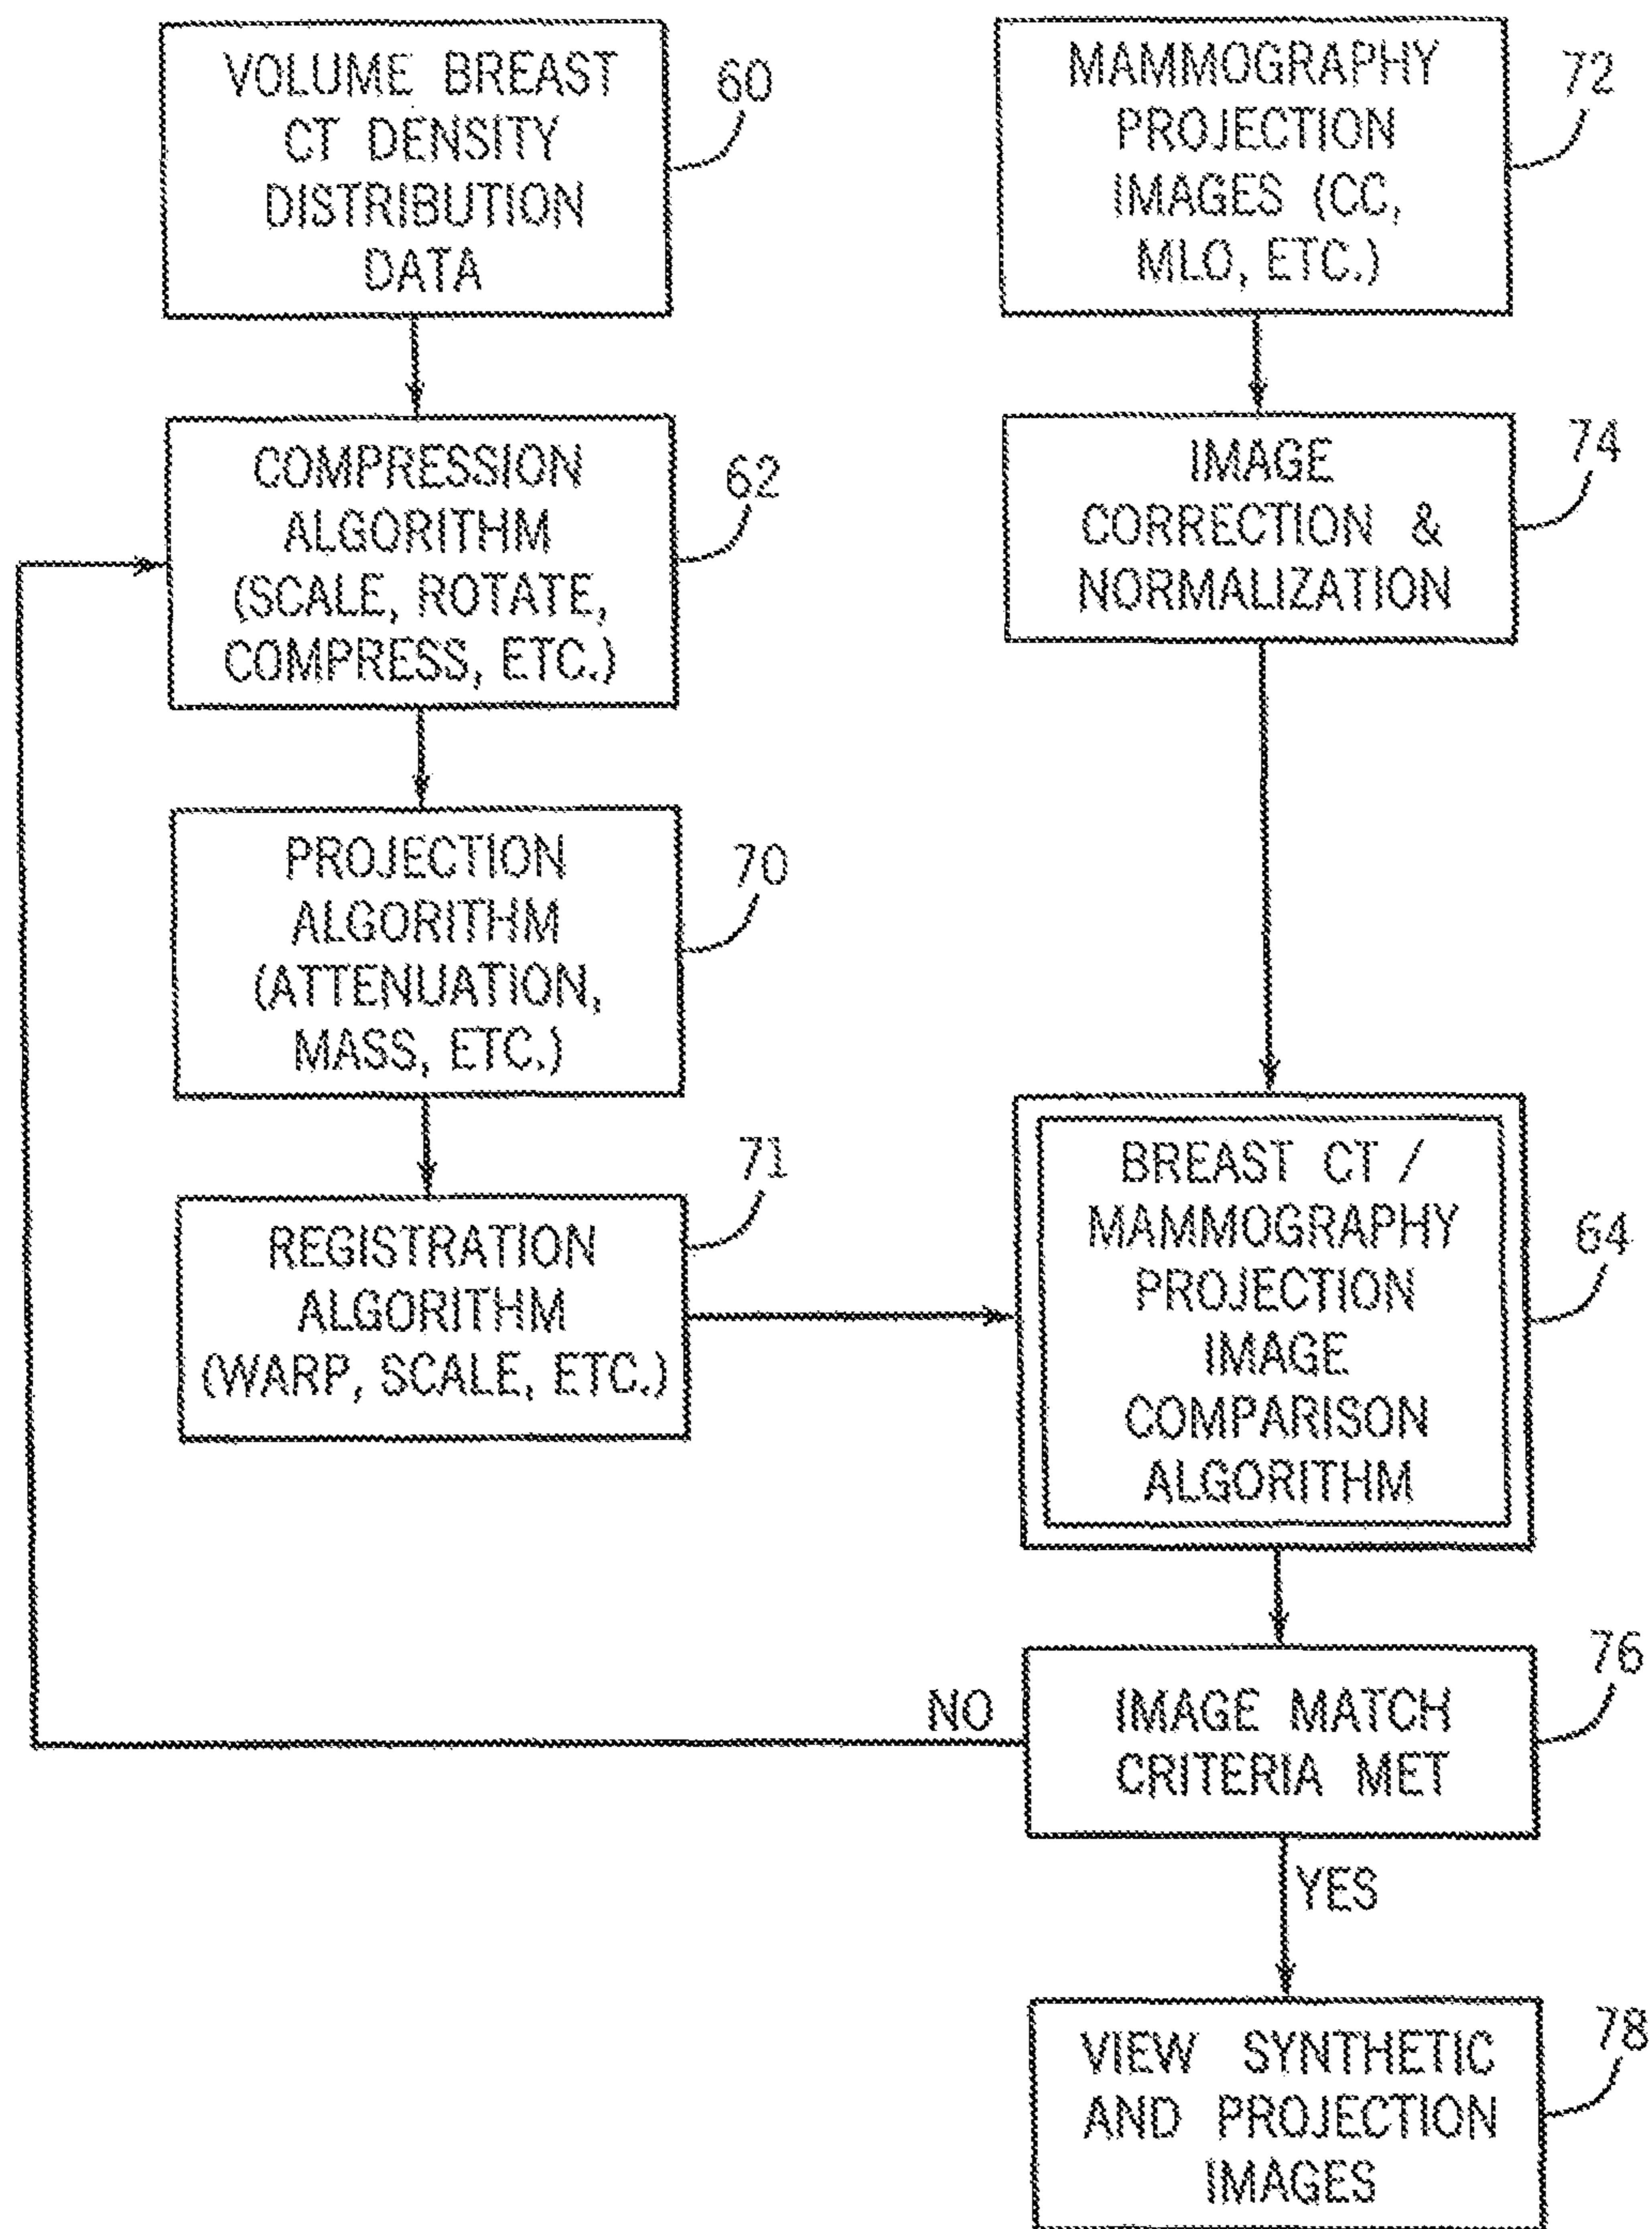 VOLUME BREAST
CT DENSITY
DISTRIBUTION
DATA
60
COMPRESSION
ALGORITHM
(SCALE, ROTATE,
COMPRESS, ETC.)
62
PROJECTION
ALGORITHM
(ATTENUATION,
MASS, ETC.)
70
REGISTRATION
ALGORITHM
(WARP, SCALE, ETC.)
71
MAMMOGRAPHY
PROJECTION
IMAGES (CC,
MLO, ETC.)
72
IMAGE
CORRECTION &
NORMALIZATION
74
BREAST CT /
MAMMOGRAPHY
PROJECTION
IMAGE
COMPARISON
ALGORITHM
64
IMAGE MATCH
CRITERIA MET
76
NO
YES
VIEW SYNTHETIC
AND PROJECTION
IMAGES
78